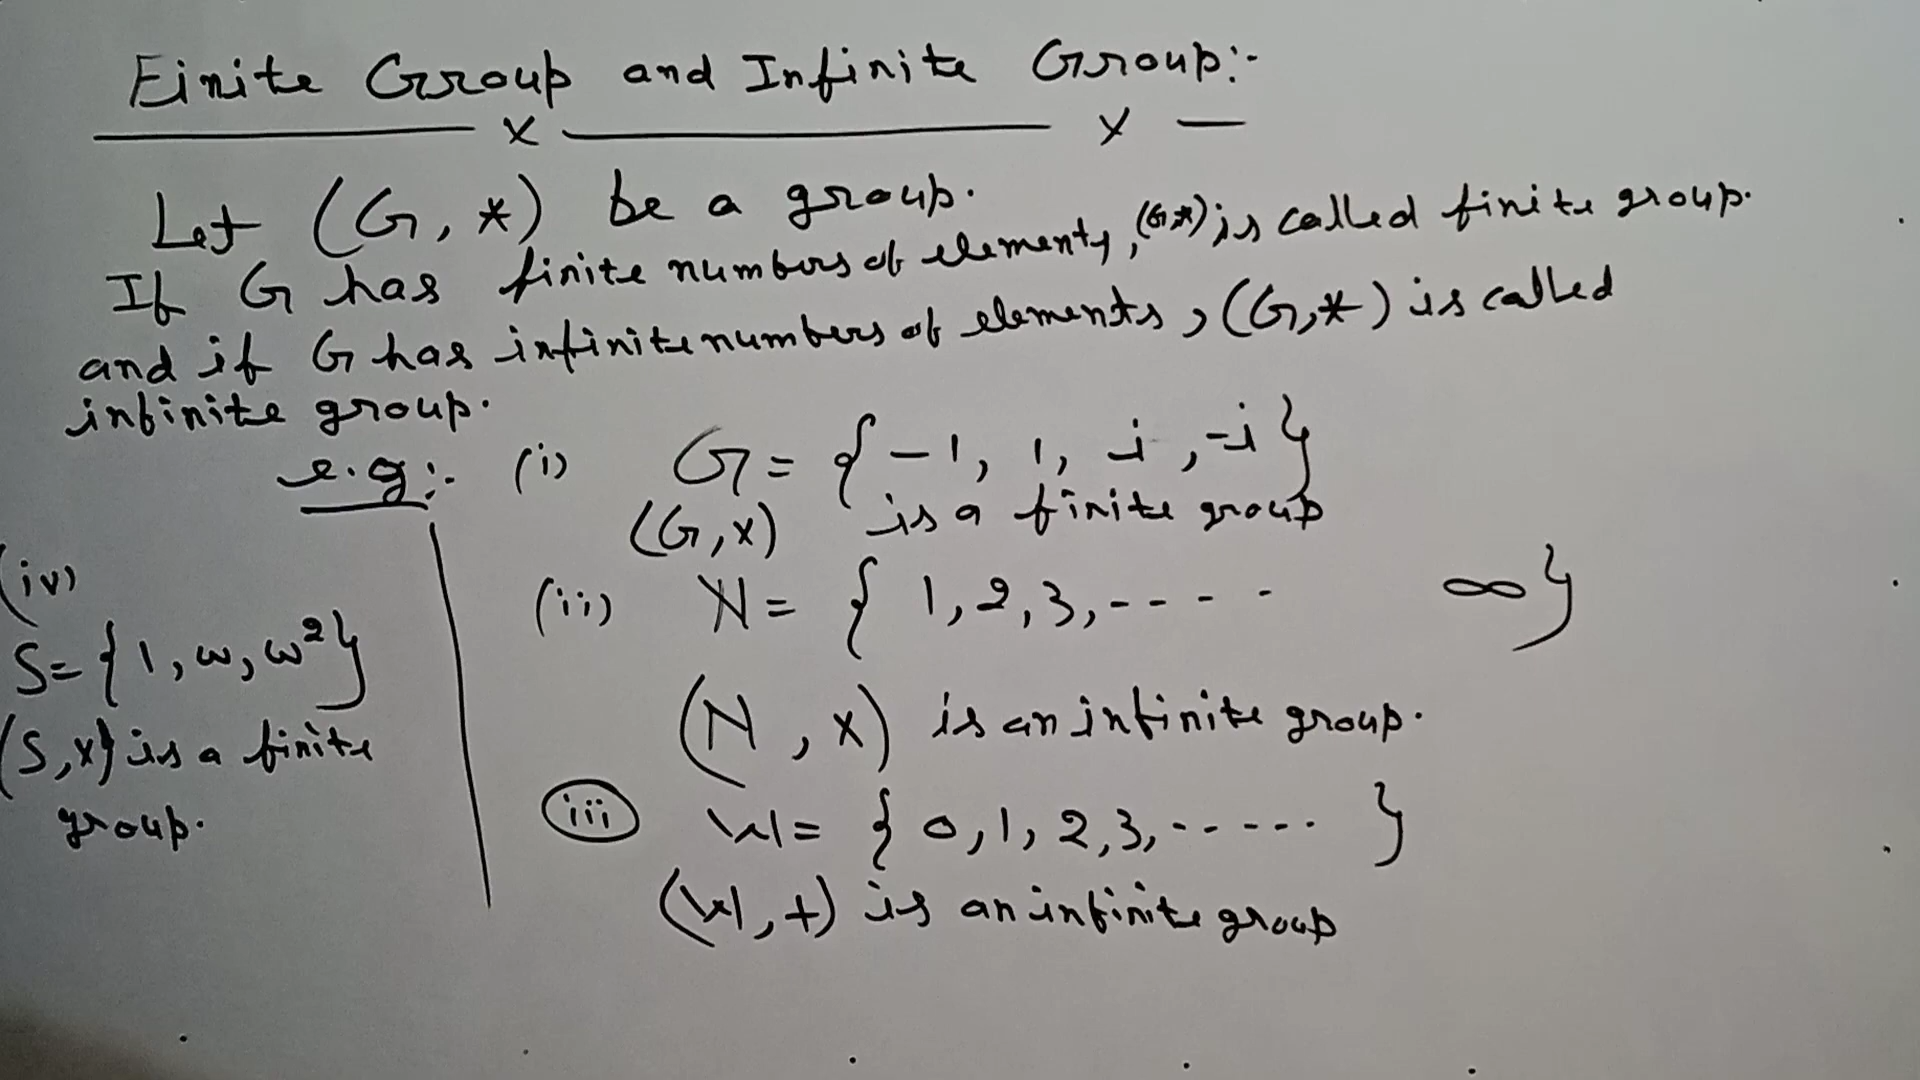 Finite Group and Infinite Group:-
Let (G, *) be a group.
If G has finite numbers of elements, (G,*) is called finite group.
and if G has infinite numbers of elements, (G,*) is called
infinite group.
e.g:- (i) G = {-1, 1, i, -i}
(G,x) is a finite group
(ii) N = {1,2,3,---- ∞}
(N, x) is an infinite group.
(iii) W = {0,1,2,3,----- }
(W,+) is an infinite group
(iv)
S={1,ω,ω²}
(S,x) is a finite
group.